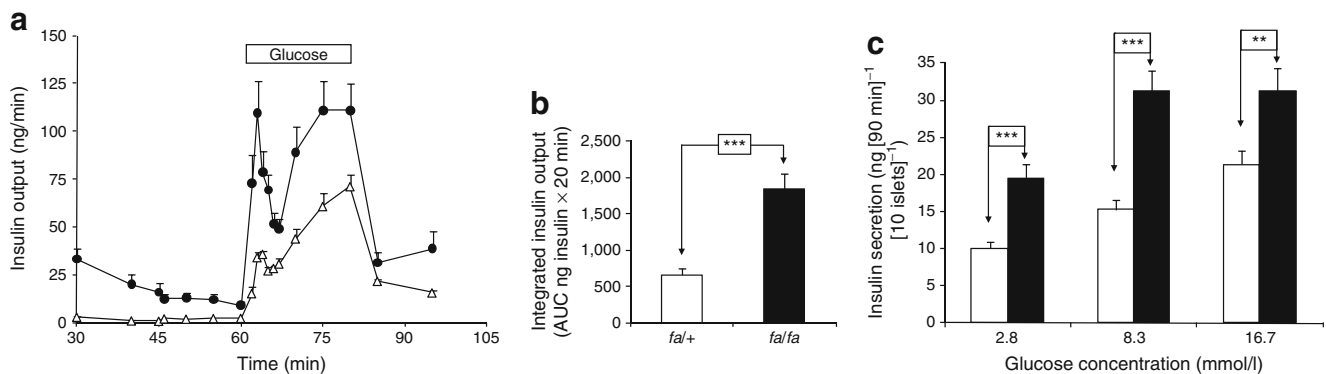 a
150
125
100
75
50
25
0
Insulin output (ng/min)
Glucose
30
45
60
75
90
105
Time (min)
b
Integrated insulin output
(AUC ng insulin × 20 min)
2,500
2,000
1,500
1,000
500
0
***
fa/+
fa/fa
c
Insulin secretion (ng [90 min]⁻¹
[10 islets]⁻¹)
35
30
25
20
15
10
5
0
***
***
**
2.8
8.3
16.7
Glucose concentration (mmol/l)